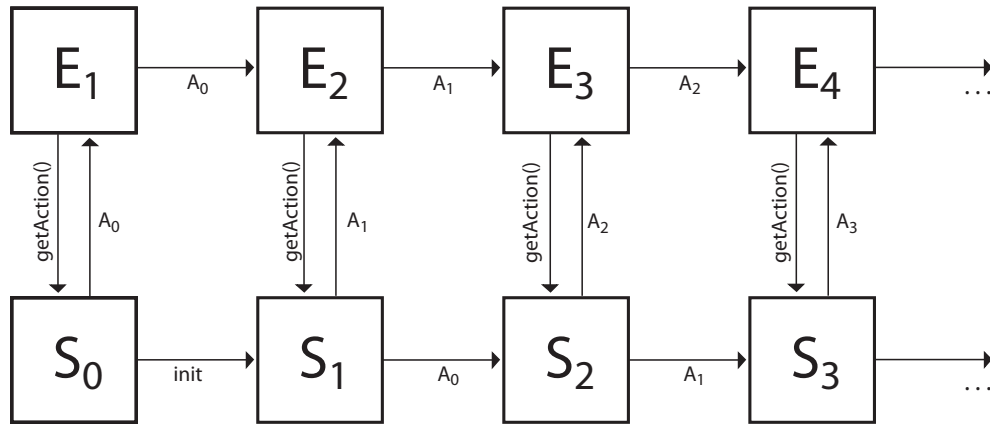 E1 E2 E3 E4
A0 A1 A2 ...
getAction() A0 getAction() A1 getAction() A2 getAction() A3
S0 S1 S2 S3
init A0 A1 ...